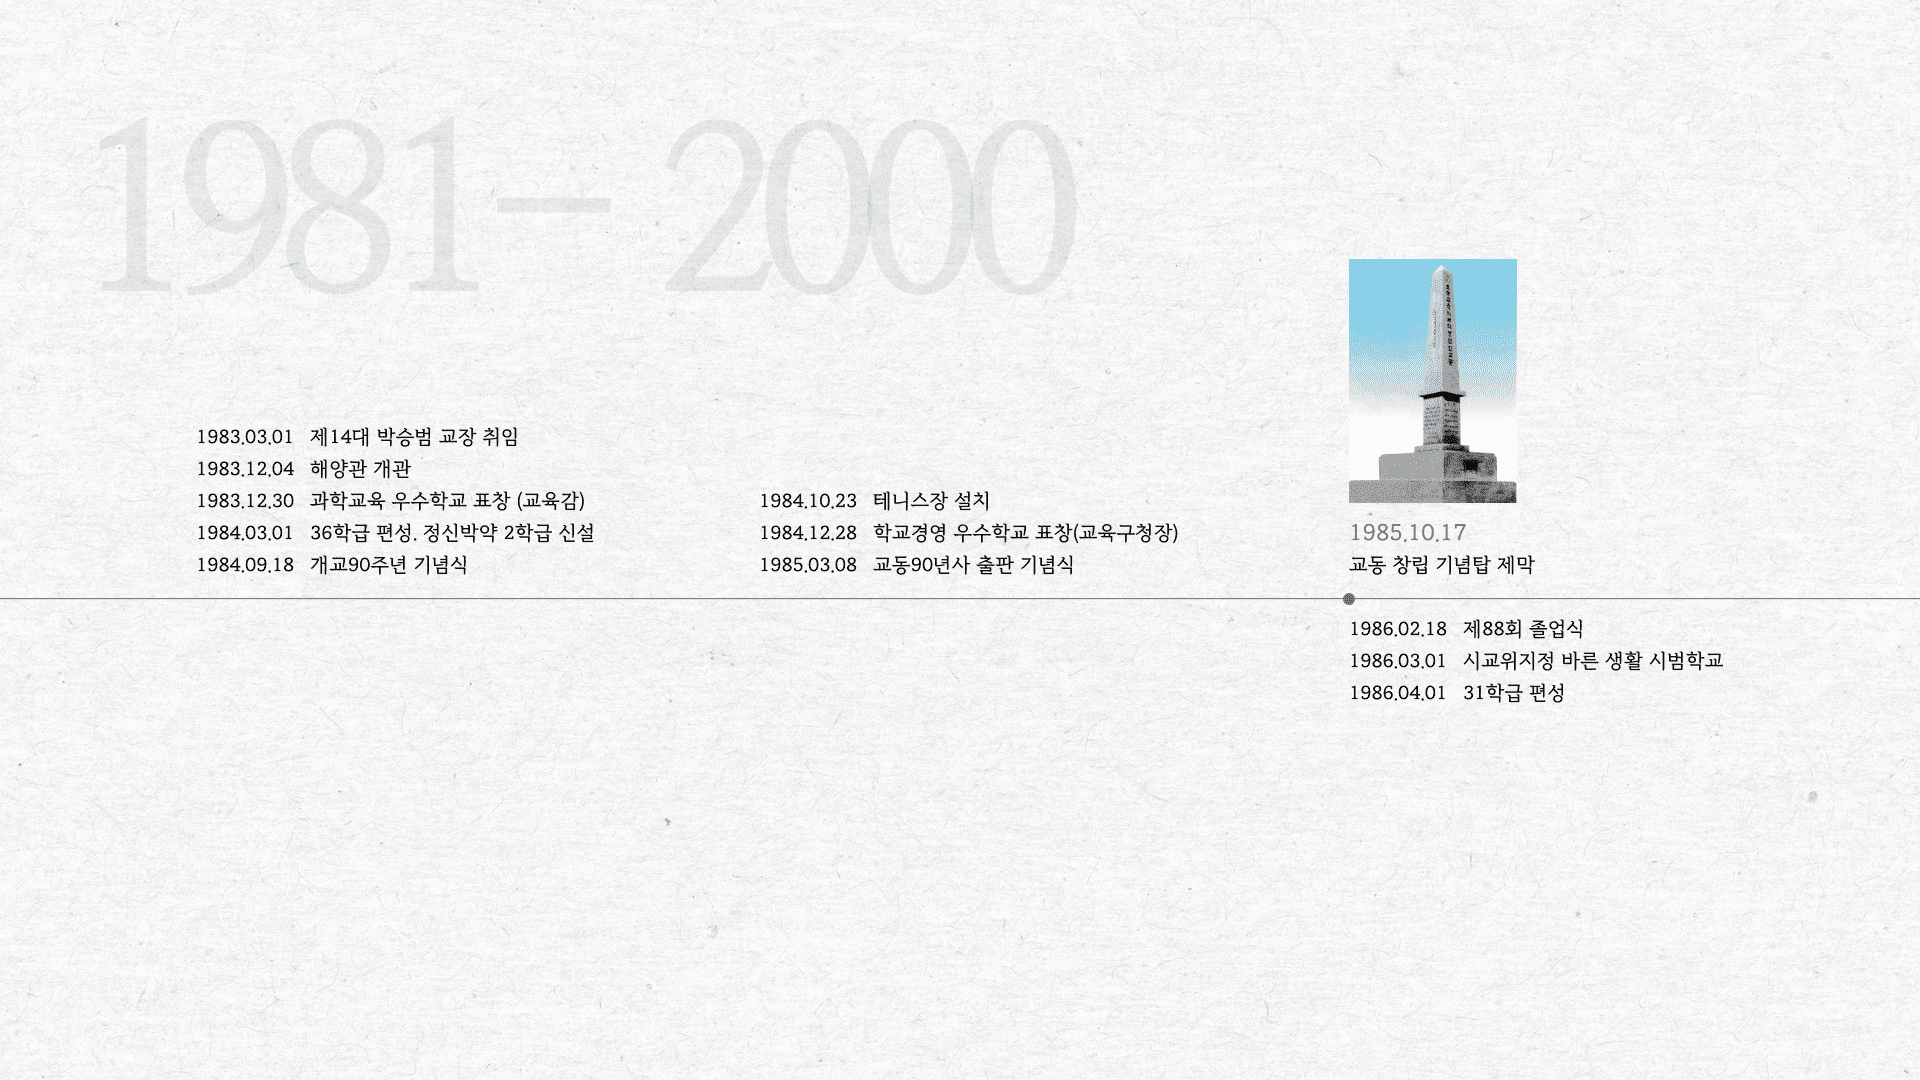 1981– 2000
1983.03.01 제14대 박승범 교장 취임
1983.12.04 해양관 개관
1983.12.30 과학교육 우수학교 표창 (교육감)
1984.03.01 36학급 편성. 정신박약 2학급 신설
1984.09.18 개교90주년 기념식
1984.10.23 테니스장 설치
1984.12.28 학교경영 우수학교 표창(교육구청장)
1985.03.08 교동90년사 출판 기념식
1985.10.17
교동 창립 기념탑 제막
1986.02.18 제88회 졸업식
1986.03.01 시교위지정 바른 생활 시범학교
1986.04.01 31학급 편성